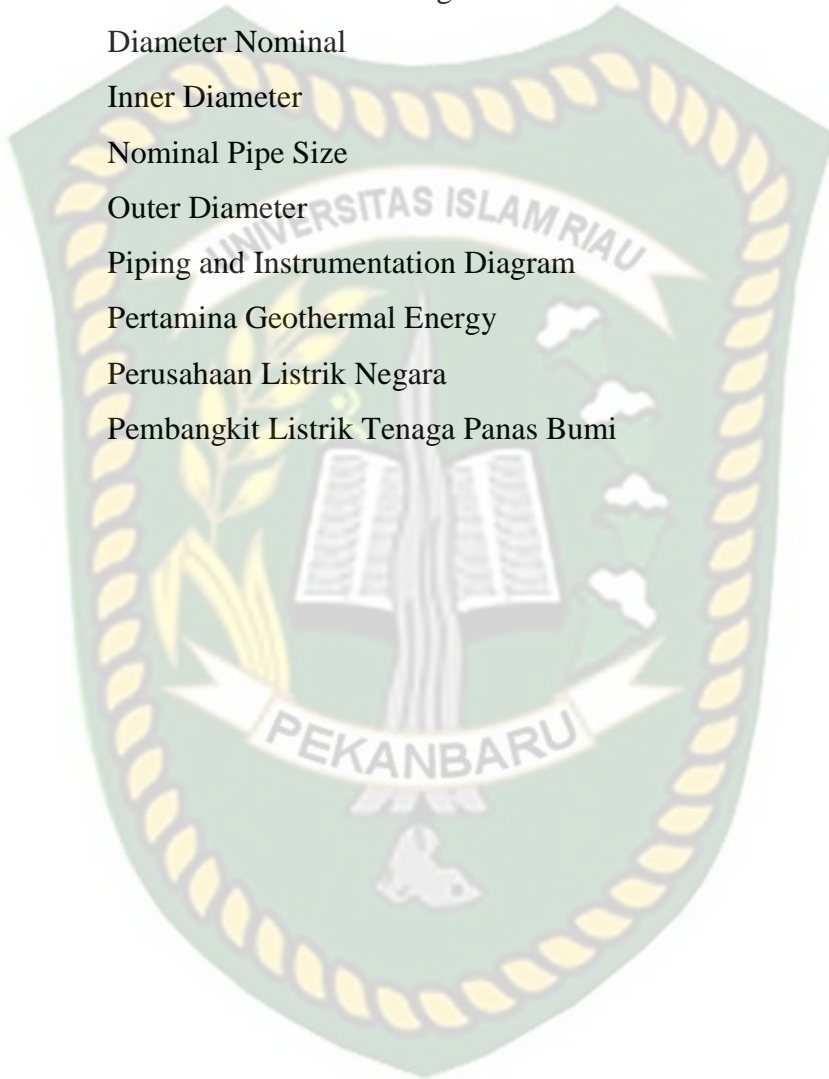 Diameter Nominal
Inner Diameter
Nominal Pipe Size
Outer Diameter
UNIVERSITAS ISLAM RIAU
Piping and Instrumentation Diagram
Pertamina Geothermal Energy
Perusahaan Listrik Negara
Pembangkit Listrik Tenaga Panas Bumi
PEKANBARU